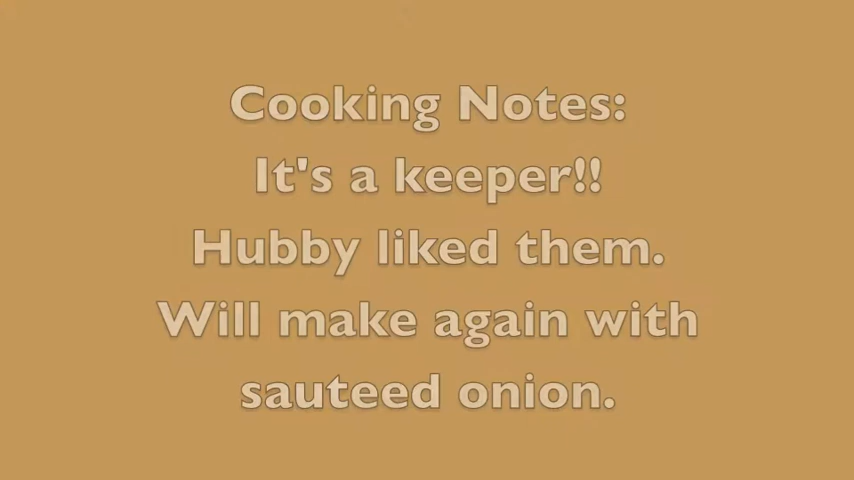 Cooking Notes:
It's a keeper!!
Hubby liked them.
Will make again with
sauteed onion.